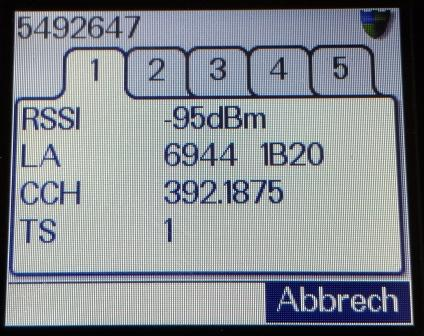 5492647
1 2 3 4 5
RSSI -95dBm
LA 6944 1B20
CCH 392.1875
TS 1
Abbrech